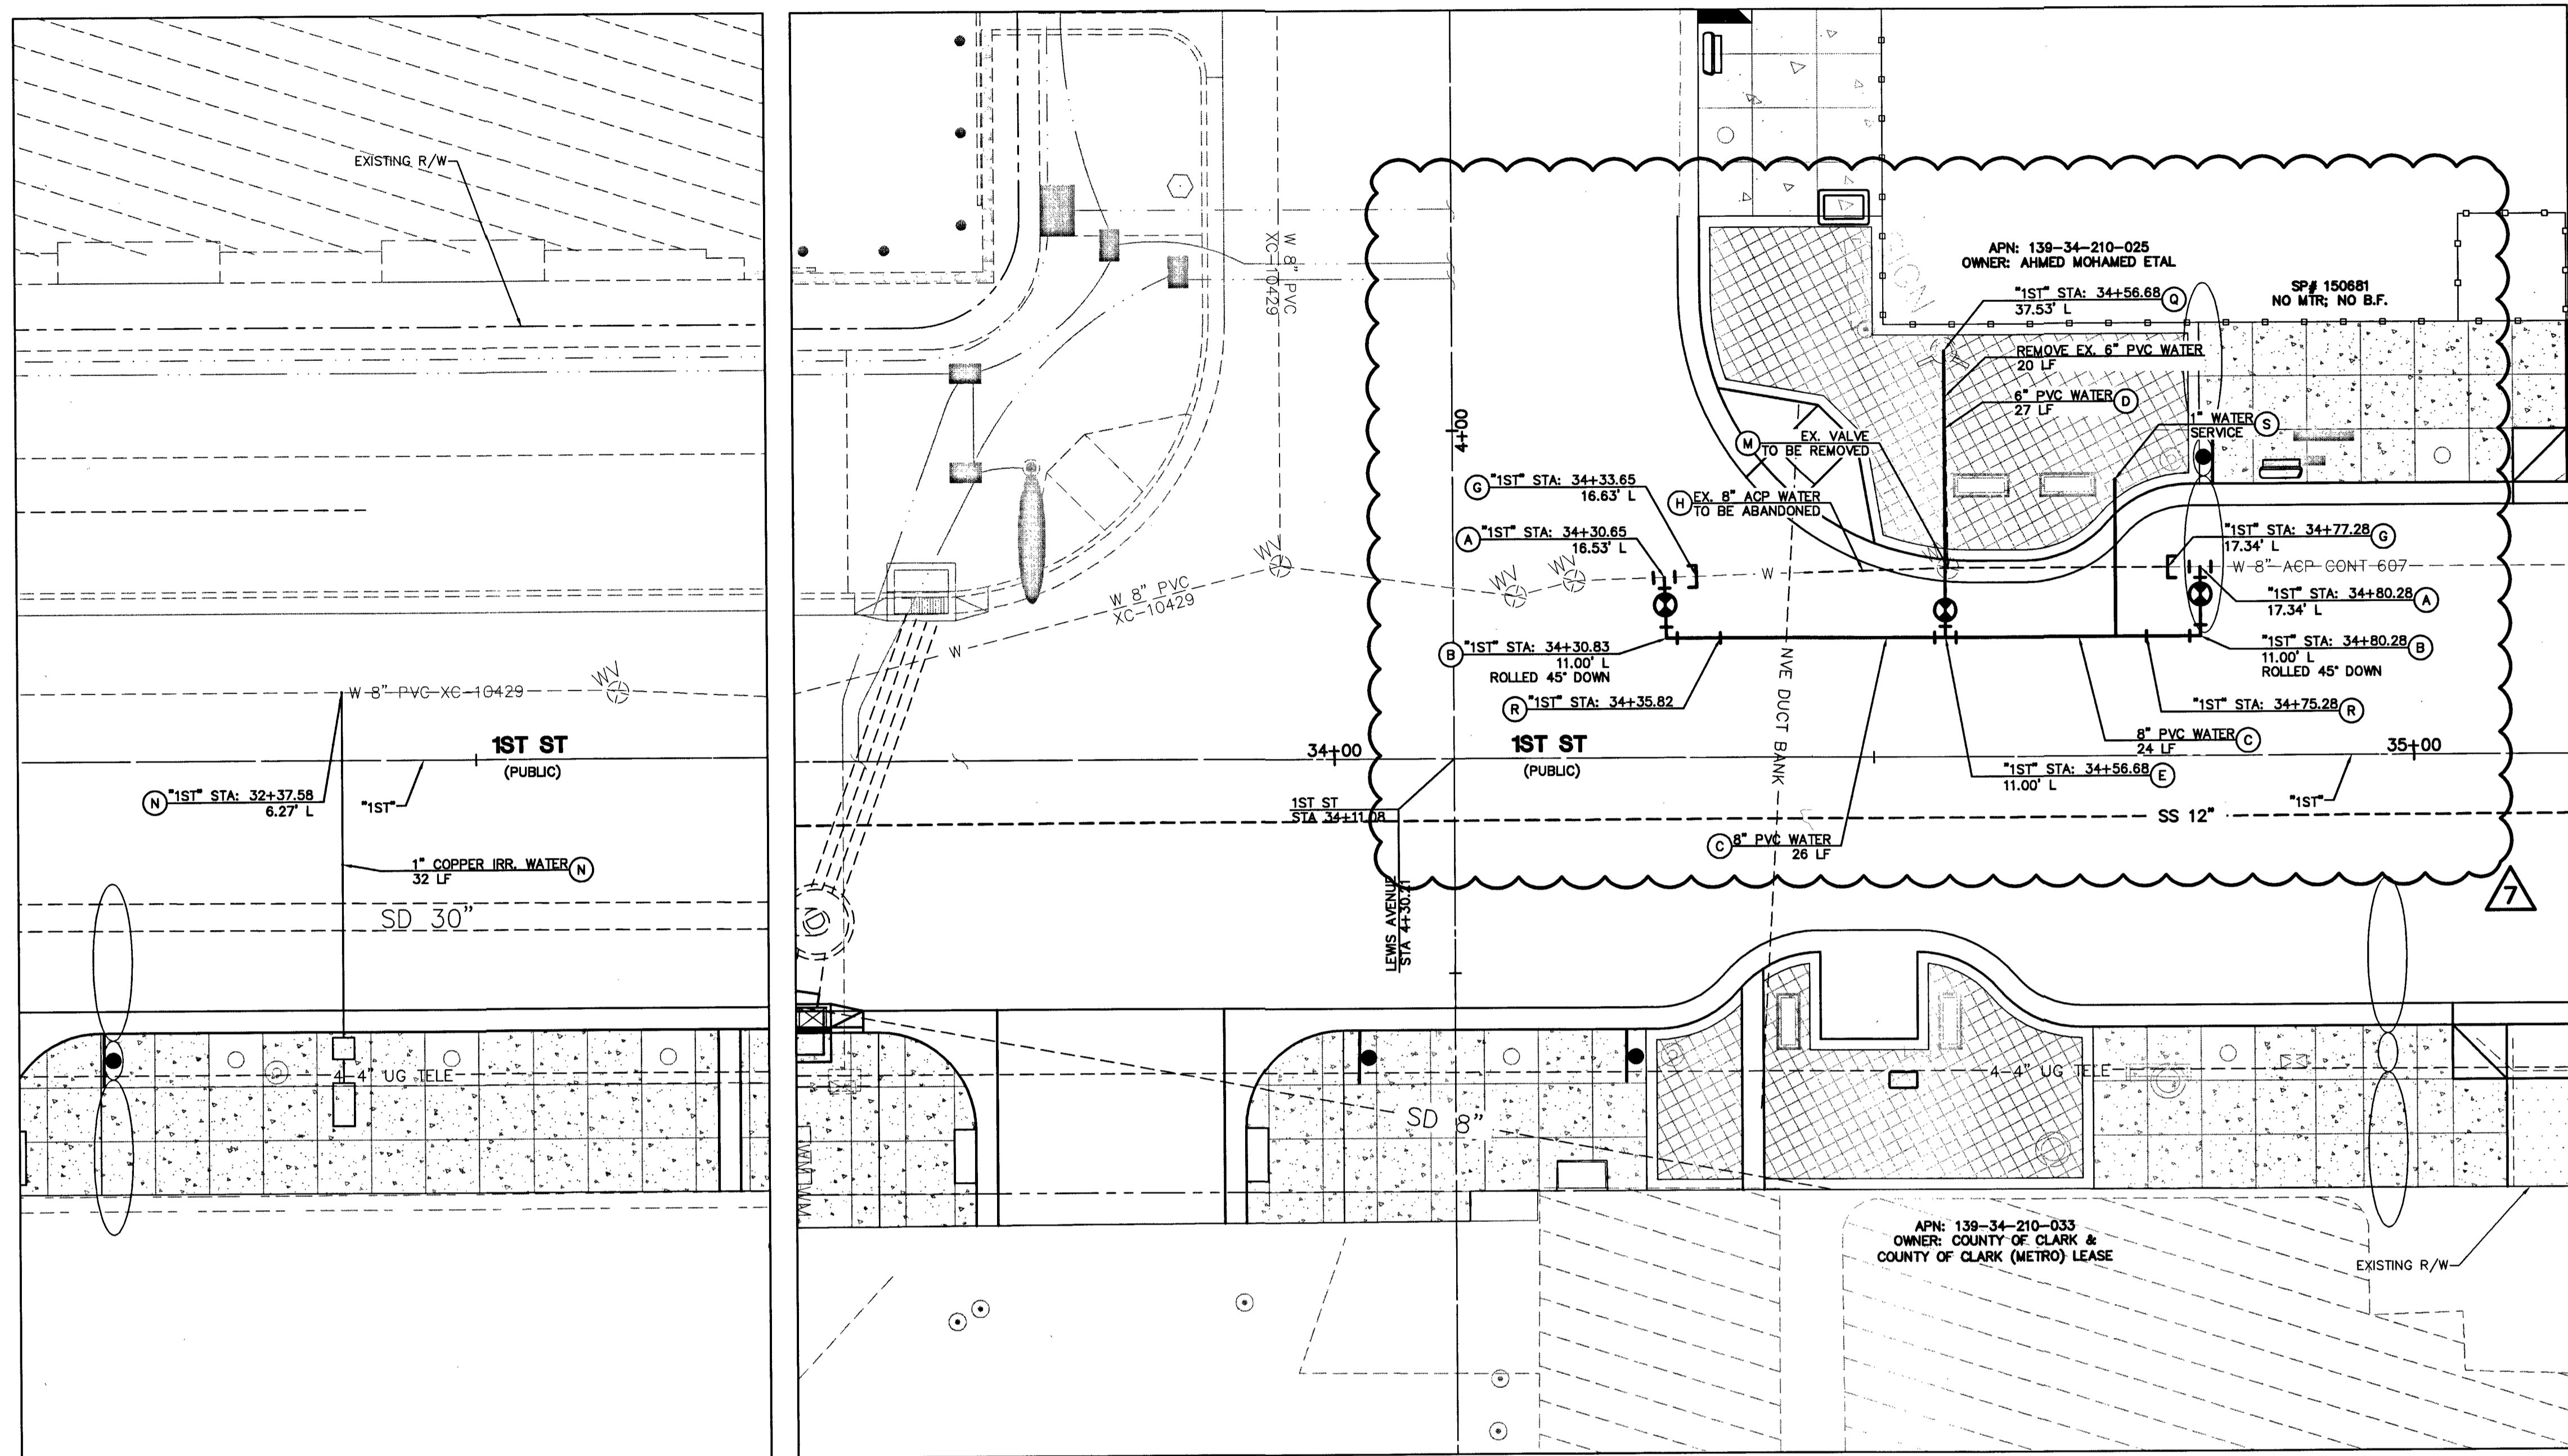 EXISTING R/W
W 8" PVC XC-10429
WV
1ST ST
(PUBLIC)
N "1ST" STA: 32+37.58
6.27' L
"1ST"
1" COPPER IRR. WATER N
32 LF
SD 30"
4-4" UG TELE
W 8" PVC
XC-10429
WV
W 8" PVC
XC-10429
W
D
WM
34+00
1ST ST
STA 34+11.08
LEWIS AVENUE
STA 4+30.21
4+00
1ST ST
(PUBLIC)
APN: 139-34-210-025
OWNER: AHMED MOHAMED ETAL
SP# 150681
NO MTR; NO B.F.
"1ST" STA: 34+56.68 Q
37.53' L
REMOVE EX. 6" PVC WATER
20 LF
6" PVC WATER D
27 LF
1" WATER S
SERVICE
M EX. VALVE
TO BE REMOVED
G "1ST" STA: 34+33.65
16.63' L
H EX. 8" ACP WATER
TO BE ABANDONED
A "1ST" STA: 34+30.65
16.53' L
WV
WV
W
"1ST" STA: 34+77.28 G
17.34' L
W 8" ACP CONT 607
"1ST" STA: 34+80.28 A
17.34' L
B "1ST" STA: 34+30.83
11.00' L
ROLLED 45° DOWN
"1ST" STA: 34+80.28 B
11.00' L
ROLLED 45° DOWN
R "1ST" STA: 34+35.82
"1ST" STA: 34+75.28 R
NVE DUCT BANK
8" PVC WATER C
24 LF
35+00
"1ST" STA: 34+56.68 E
11.00' L
"1ST"
SS 12"
C 8" PVC WATER
26 LF
7
4-4" UG TELE
SD 8"
APN: 139-34-210-033
OWNER: COUNTY OF CLARK &
COUNTY OF CLARK (METRO) LEASE
EXISTING R/W